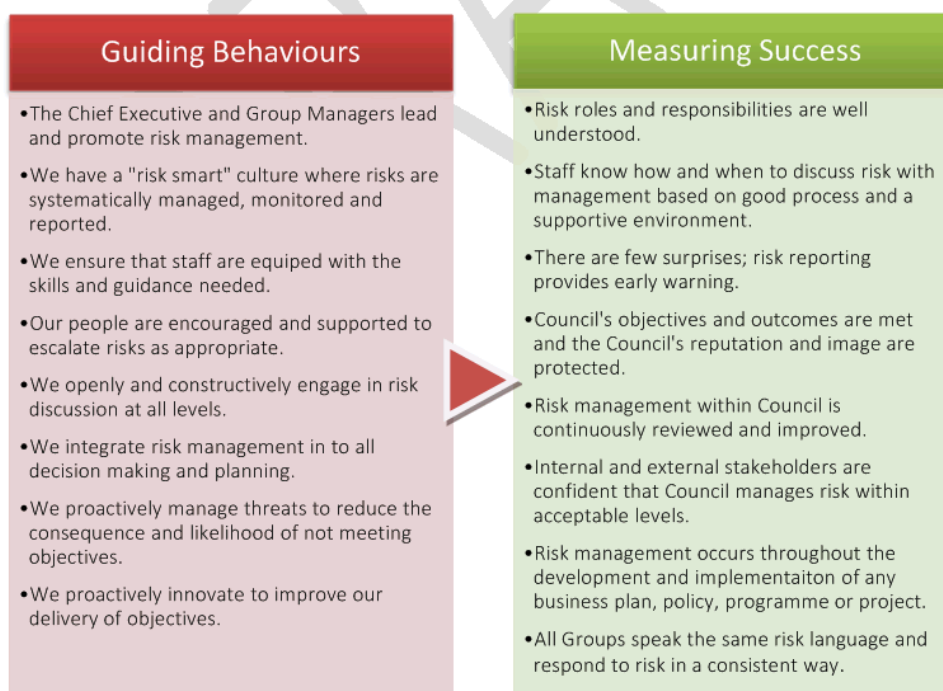 Guiding Behaviours
•The Chief Executive and Group Managers lead
and promote risk management.
•We have a "risk smart" culture where risks are
systematically managed, monitored and
reported.
•We ensure that staff are equiped with the
skills and guidance needed.
•Our people are encouraged and supported to
escalate risks as appropriate.
•We openly and constructively engage in risk
discussion at all levels.
•We integrate risk management in to all
decision making and planning.
•We proactively manage threats to reduce the
consequence and likelihood of not meeting
objectives.
•We proactively innovate to improve our
delivery of objectives.
Measuring Success
•Risk roles and responsibilities are well
understood.
•Staff know how and when to discuss risk with
management based on good process and a
supportive environment.
•There are few surprises; risk reporting
provides early warning.
•Council's objectives and outcomes are met
and the Council's reputation and image are
protected.
•Risk management within Council is
continuously reviewed and improved.
•Internal and external stakeholders are
confident that Council manages risk within
acceptable levels.
•Risk management occurs throughout the
development and implementaiton of any
business plan, policy, programme or project.
•All Groups speak the same risk language and
respond to risk in a consistent way.